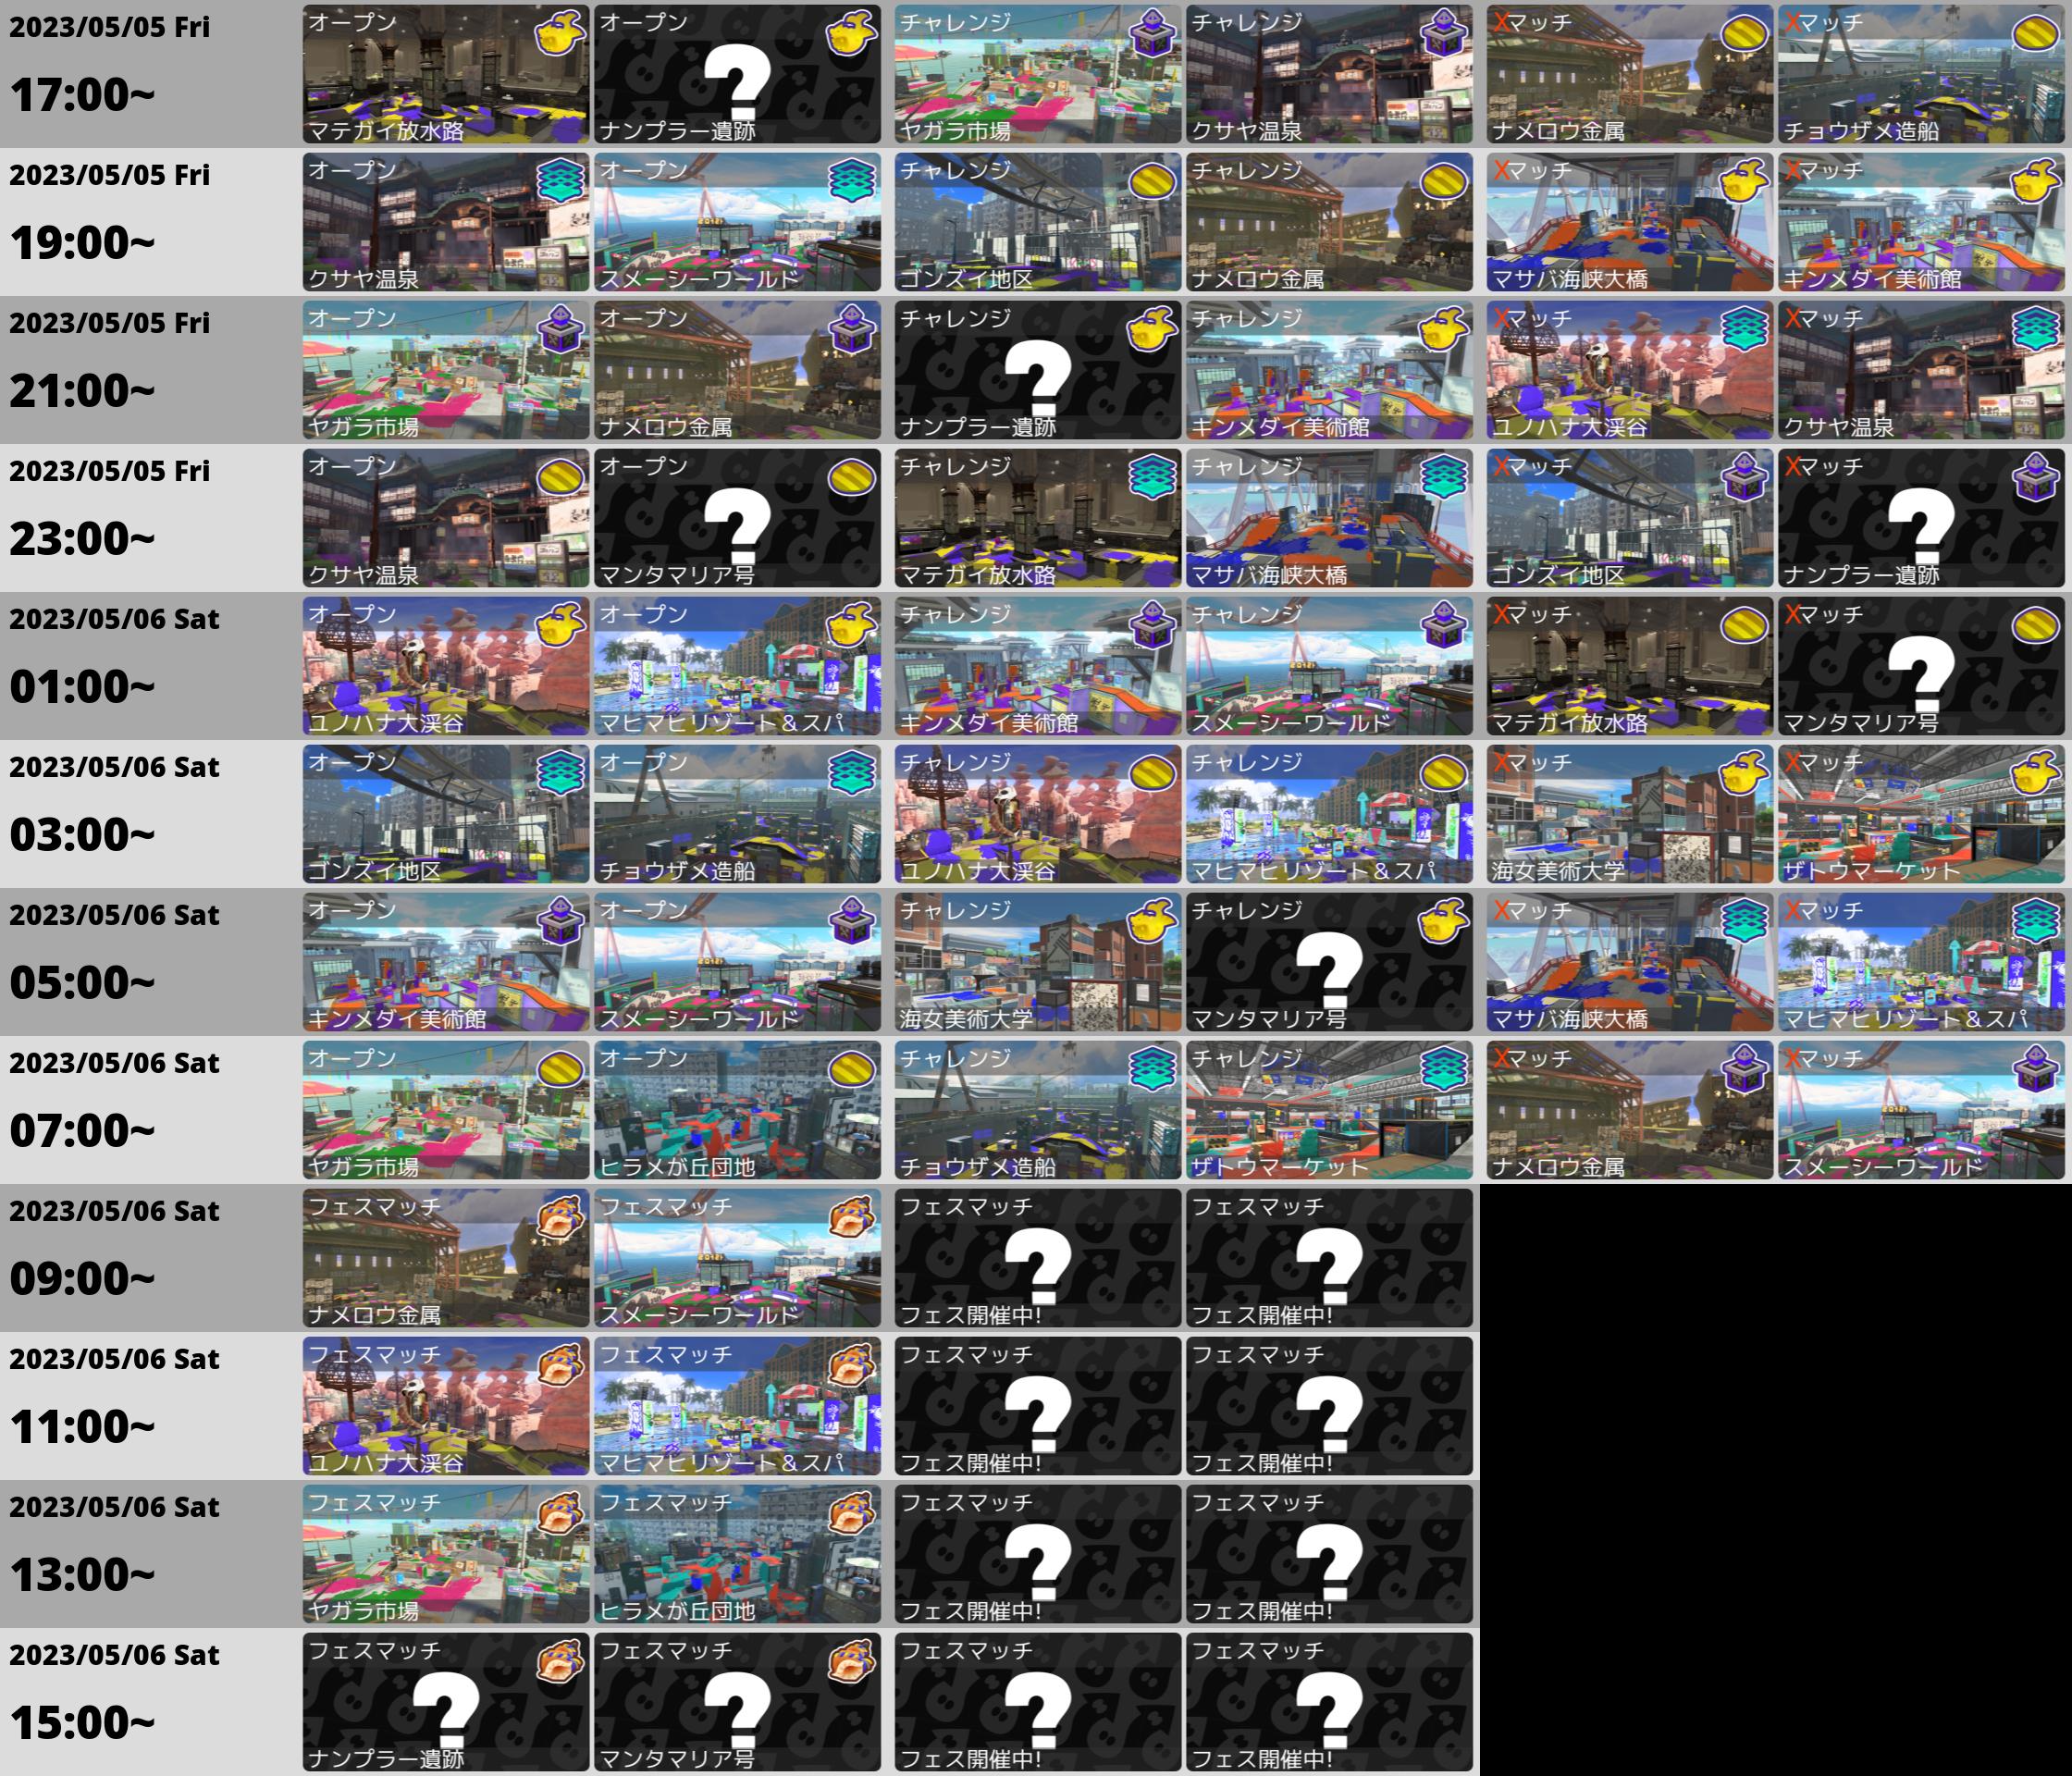 2023/05/05 Fri
17:00~
オープン
マテガイ放水路
オープン
ナンプラー遺跡
チャレンジ
ヤガラ市場
チャレンジ
クサヤ温泉
Xマッチ
ナメロウ金属
Xマッチ
チョウザメ造船
2023/05/05 Fri
19:00~
オープン
クサヤ温泉
オープン
スメーシーワールド
チャレンジ
ゴンズイ地区
チャレンジ
ナメロウ金属
Xマッチ
マサバ海峡大橋
Xマッチ
キンメダイ美術館
2023/05/05 Fri
21:00~
オープン
ヤガラ市場
オープン
ナメロウ金属
チャレンジ
ナンプラー遺跡
チャレンジ
キンメダイ美術館
Xマッチ
ユノハナ大渓谷
Xマッチ
クサヤ温泉
2023/05/05 Fri
23:00~
オープン
クサヤ温泉
オープン
マンタマリア号
チャレンジ
マテガイ放水路
チャレンジ
マサバ海峡大橋
Xマッチ
ゴンズイ地区
Xマッチ
ナンプラー遺跡
2023/05/06 Sat
01:00~
オープン
ユノハナ大渓谷
オープン
マヒマヒリゾート＆スパ
チャレンジ
キンメダイ美術館
チャレンジ
スメーシーワールド
Xマッチ
マテガイ放水路
Xマッチ
マンタマリア号
2023/05/06 Sat
03:00~
オープン
ゴンズイ地区
オープン
チョウザメ造船
チャレンジ
ユノハナ大渓谷
チャレンジ
マヒマヒリゾート＆スパ
Xマッチ
海女美術大学
Xマッチ
ザトウマーケット
2023/05/06 Sat
05:00~
オープン
キンメダイ美術館
オープン
スメーシーワールド
チャレンジ
海女美術大学
チャレンジ
マンタマリア号
Xマッチ
マサバ海峡大橋
Xマッチ
マヒマヒリゾート＆スパ
2023/05/06 Sat
07:00~
オープン
ヤガラ市場
オープン
ヒラメが丘団地
チャレンジ
チョウザメ造船
チャレンジ
ザトウマーケット
Xマッチ
ナメロウ金属
Xマッチ
スメーシーワールド
2023/05/06 Sat
09:00~
フェスマッチ
ナメロウ金属
フェスマッチ
スメーシーワールド
フェスマッチ
フェス開催中!
フェスマッチ
フェス開催中!
2023/05/06 Sat
11:00~
フェスマッチ
ユノハナ大渓谷
フェスマッチ
マヒマヒリゾート＆スパ
フェスマッチ
フェス開催中!
フェスマッチ
フェス開催中!
2023/05/06 Sat
13:00~
フェスマッチ
ヤガラ市場
フェスマッチ
ヒラメが丘団地
フェスマッチ
フェス開催中!
フェスマッチ
フェス開催中!
2023/05/06 Sat
15:00~
フェスマッチ
ナンプラー遺跡
フェスマッチ
マンタマリア号
フェスマッチ
フェス開催中!
フェスマッチ
フェス開催中!